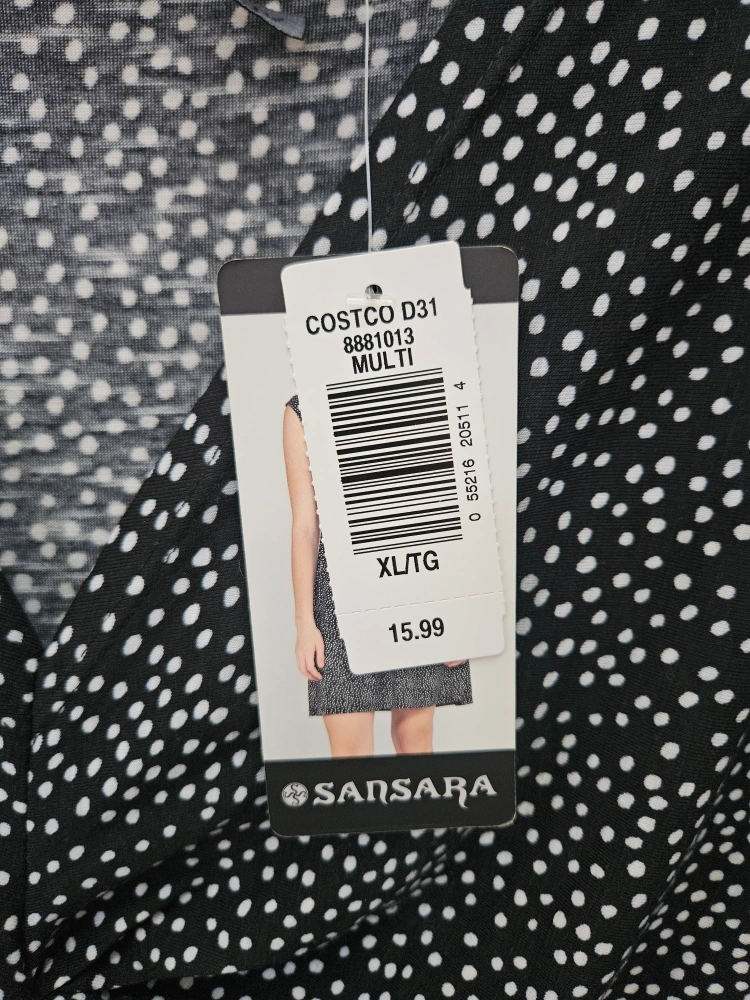 COSTCO D31
8881013
MULTI
0 55216 20511 4
XL/TG
15.99
SANSARA